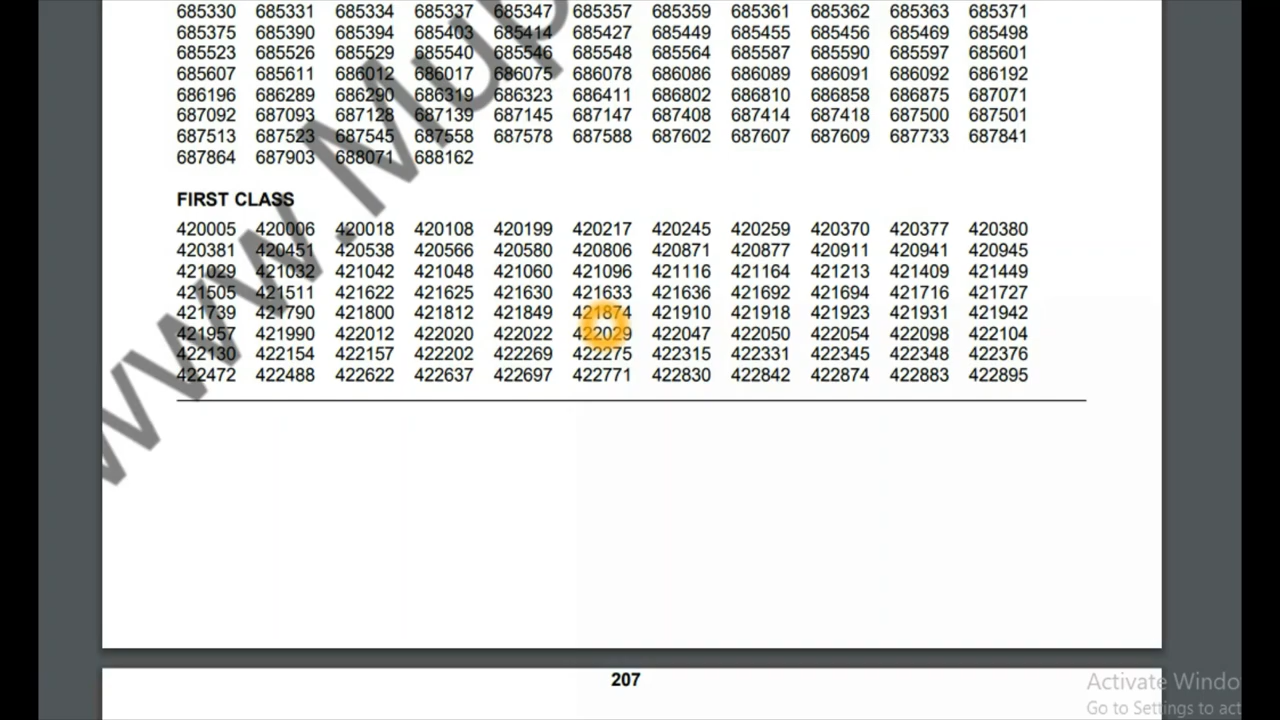 685330 685331 685334 685337 685347 685357 685359 685361 685362 685363 685371
685375 685390 685394 685403 685414 685427 685449 685455 685456 685469 685498
685523 685526 685529 685540 685546 685548 685564 685587 685590 685597 685601
685607 685611 686012 686017 686075 686078 686086 686089 686091 686092 686192
686196 686289 686290 686319 686323 686411 686802 686810 686858 686875 687071
687092 687093 687128 687139 687145 687147 687408 687414 687418 687500 687501
687513 687523 687545 687558 687578 687588 687602 687607 687609 687733 687841
687864 687903 688071 688162
FIRST CLASS
420005 420006 420018 420108 420199 420217 420245 420259 420370 420377 420380
420381 420451 420538 420566 420580 420806 420871 420877 420911 420941 420945
421029 421032 421042 421048 421060 421096 421116 421164 421213 421409 421449
421505 421511 421622 421625 421630 421633 421636 421692 421694 421716 421727
421739 421790 421800 421812 421849 421874 421910 421918 421923 421931 421942
421957 421990 422012 422020 422022 422029 422047 422050 422054 422098 422104
422130 422154 422157 422202 422269 422275 422315 422331 422345 422348 422376
422472 422488 422622 422637 422697 422771 422830 422842 422874 422883 422895
www.Mup
207
Activate Windo
Go to Settings to act